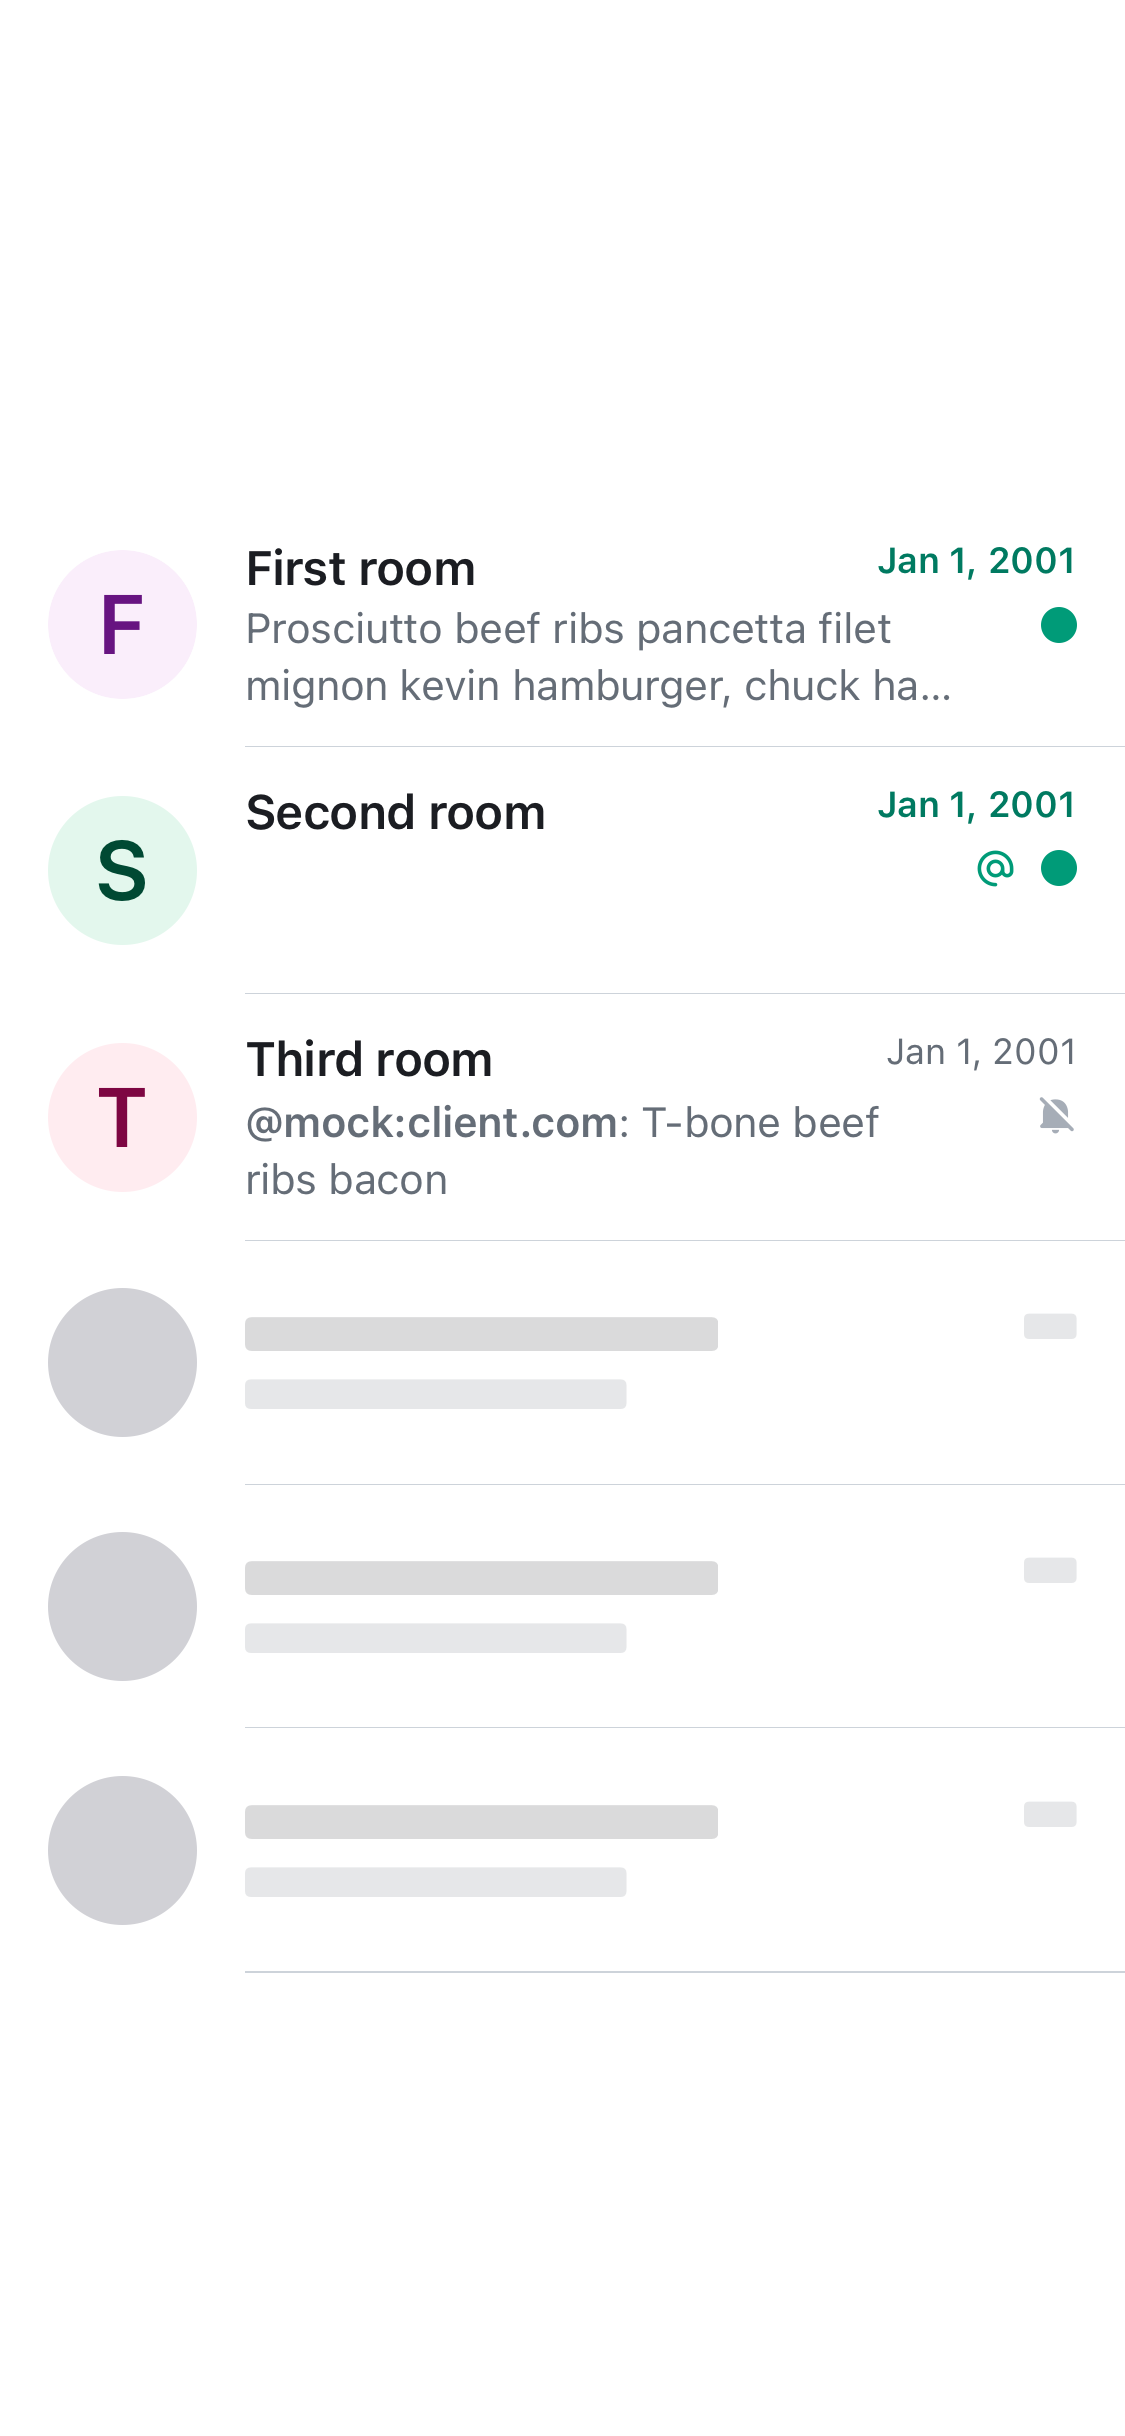 F
First room
Jan 1, 2001
Prosciutto beef ribs pancetta filet
mignon kevin hamburger, chuck ha...
S
Second room
Jan 1, 2001
@
T
Third room
Jan 1, 2001
@mock:client.com: T-bone beef
ribs bacon